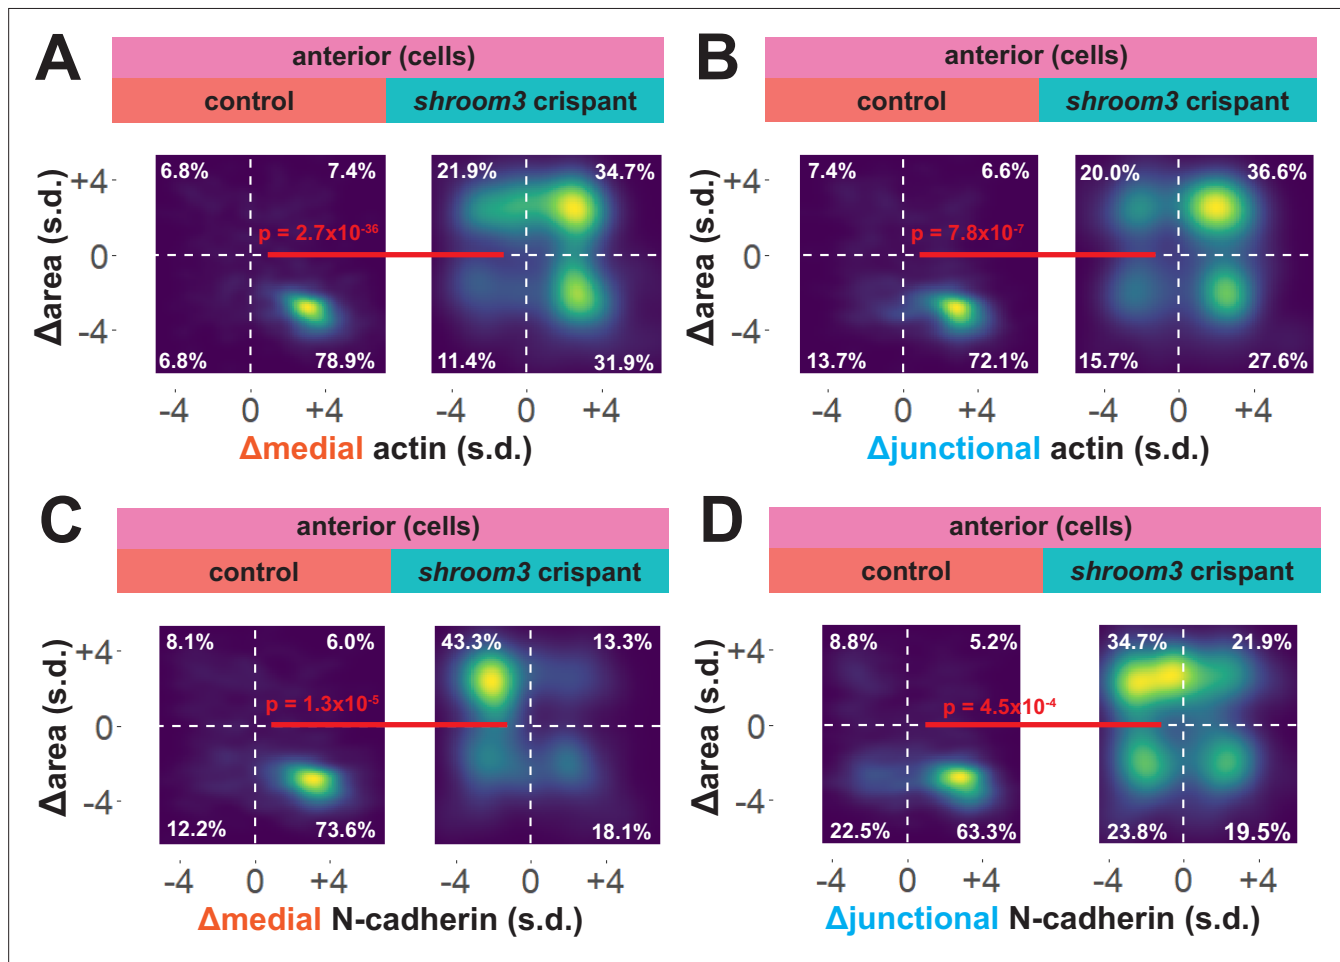 A
anterior (cells)
control shroom3 crispant
Δarea (s.d.)
+4
0
-4
6.8% 7.4%
6.8% 78.9%
21.9% 34.7%
11.4% 31.9%
p = 2.7x10-36
-4 0 +4 -4 0 +4
Δmedial actin (s.d.)
B
anterior (cells)
control shroom3 crispant
Δarea (s.d.)
+4
0
-4
7.4% 6.6%
13.7% 72.1%
20.0% 36.6%
15.7% 27.6%
p = 7.8x10-7
-4 0 +4 -4 0 +4
Δjunctional actin (s.d.)
C
anterior (cells)
control shroom3 crispant
Δarea (s.d.)
+4
0
-4
8.1% 6.0%
12.2% 73.6%
43.3% 13.3%
18.1%
p = 1.3x10-5
-4 0 +4 -4 0 +4
Δmedial N-cadherin (s.d.)
D
anterior (cells)
control shroom3 crispant
Δarea (s.d.)
+4
0
-4
8.8% 5.2%
22.5% 63.3%
34.7% 21.9%
23.8% 19.5%
p = 4.5x10-4
-4 0 +4 -4 0 +4
Δjunctional N-cadherin (s.d.)